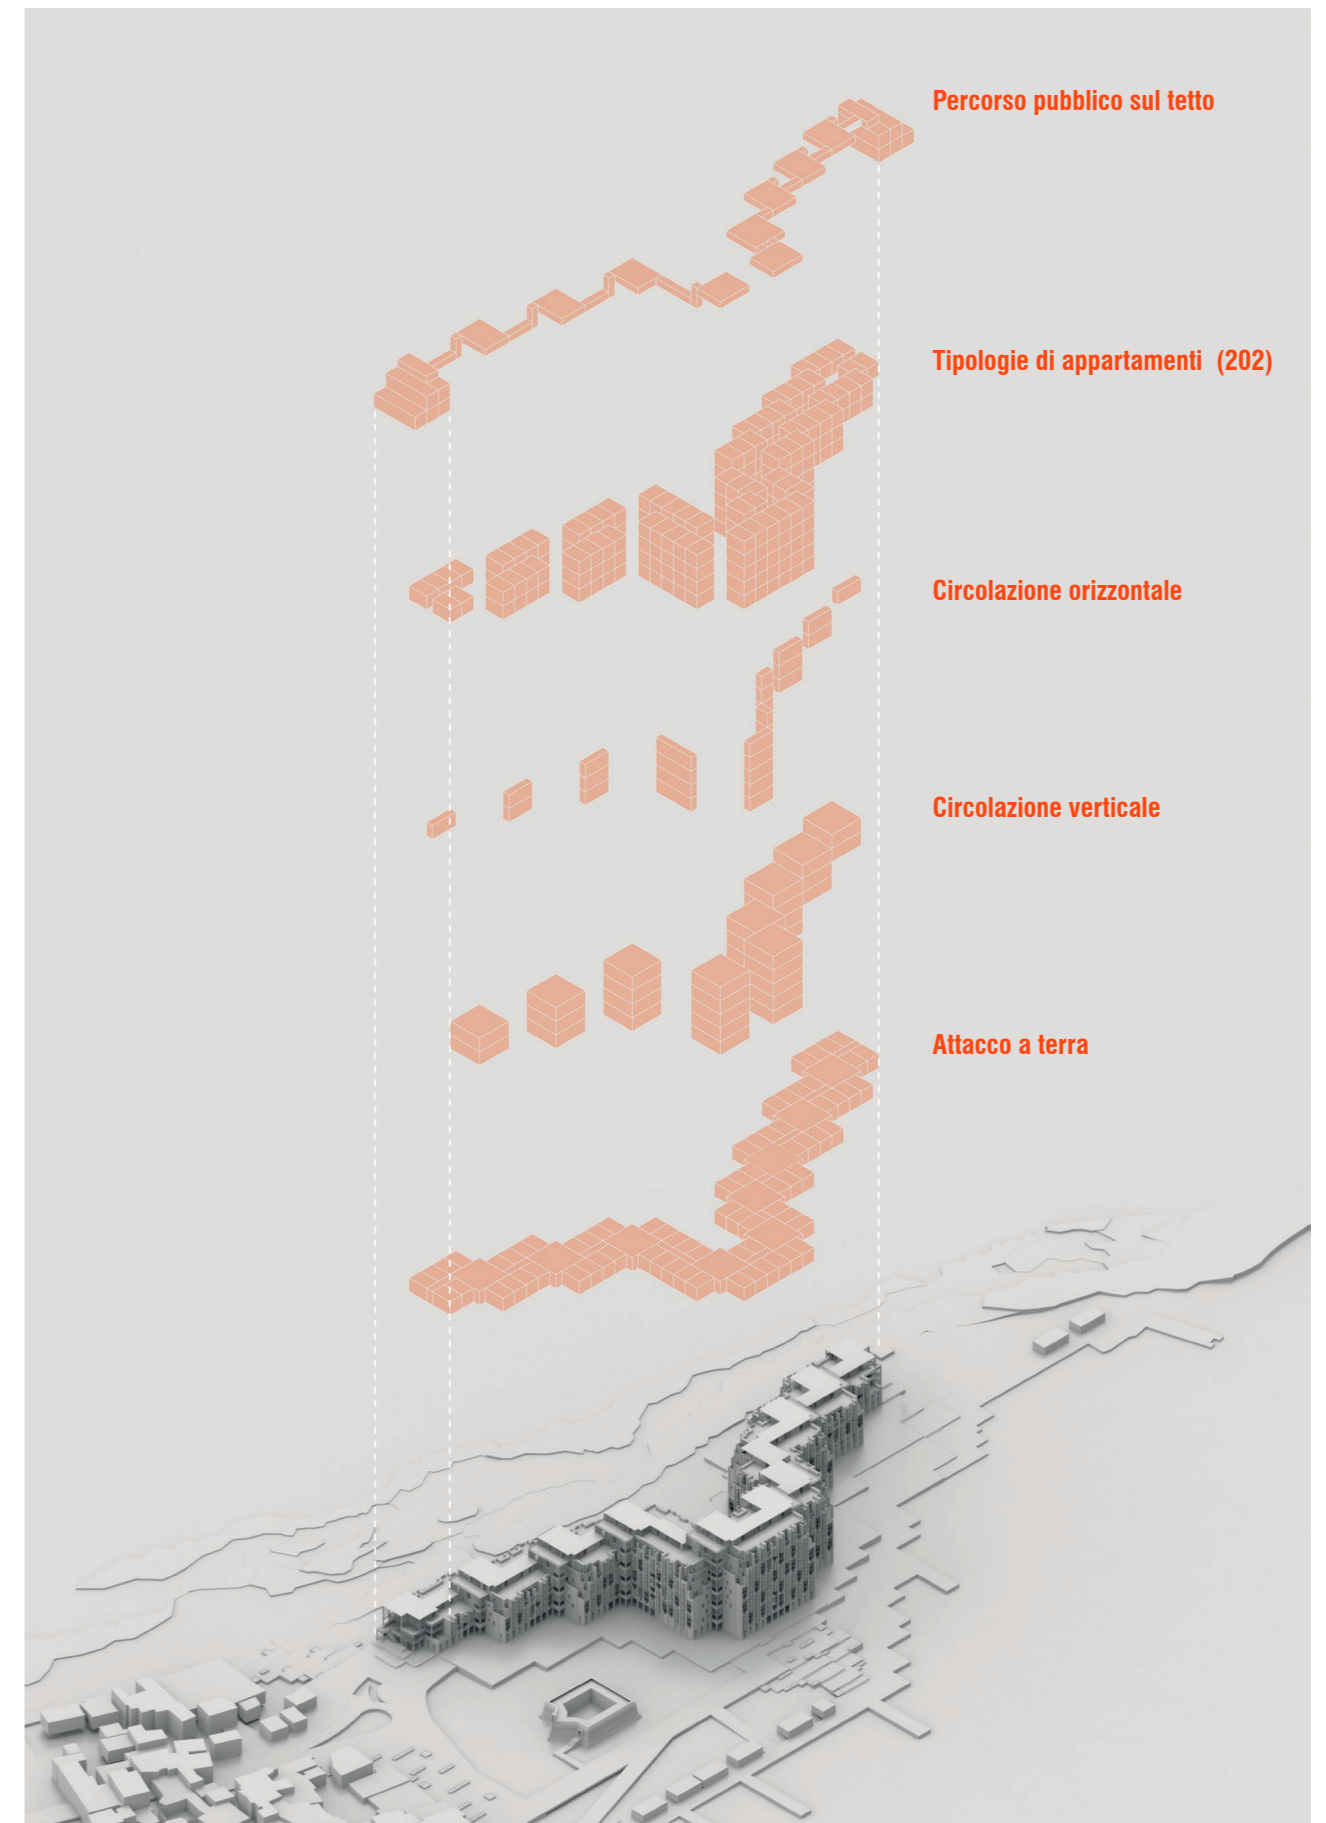 Percorso pubblico sul tetto
Tipologie di appartamenti (202)
Circolazione orizzontale
Circolazione verticale
Attacco a terra